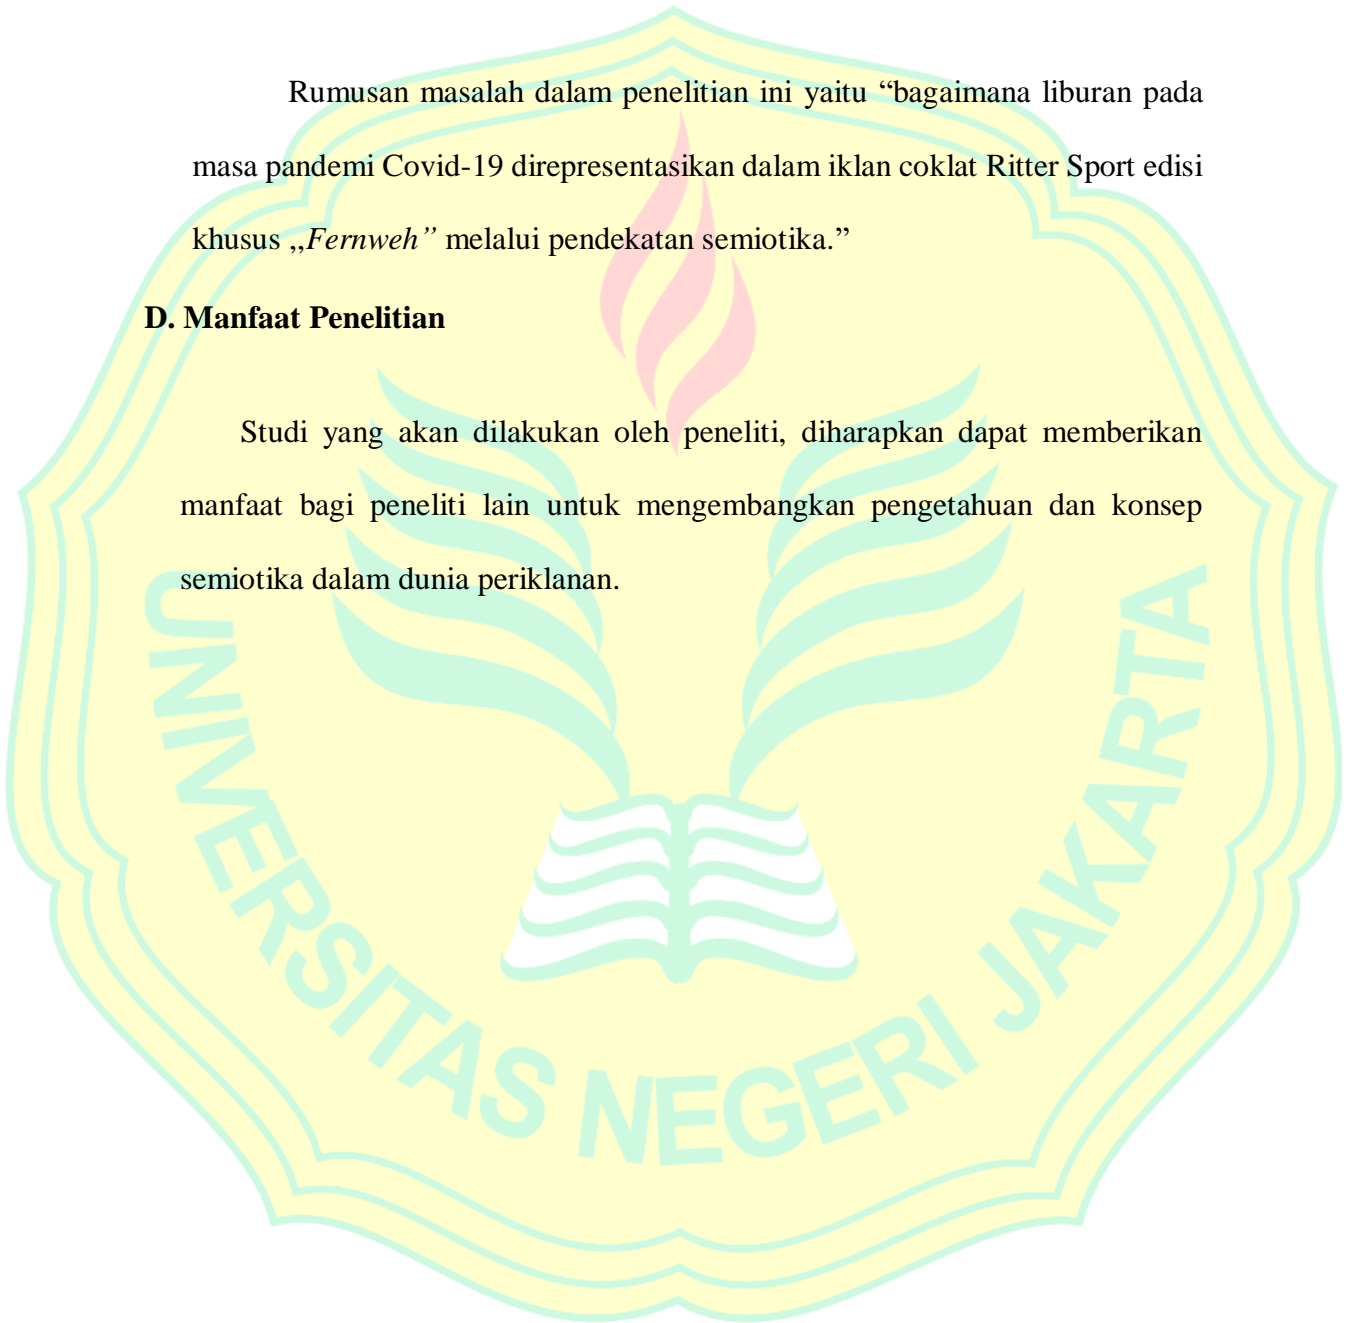 Rumusan masalah dalam penelitian ini yaitu “bagaimana liburan pada
masa pandemi Covid-19 direpresentasikan dalam iklan coklat Ritter Sport edisi
khusus ,,Fernweh” melalui pendekatan semiotika.”
D. Manfaat Penelitian
Studi yang akan dilakukan oleh peneliti, diharapkan dapat memberikan
manfaat bagi peneliti lain untuk mengembangkan pengetahuan dan konsep
semiotika dalam dunia periklanan.
UNIVERSITAS NEGERI JAKARTA